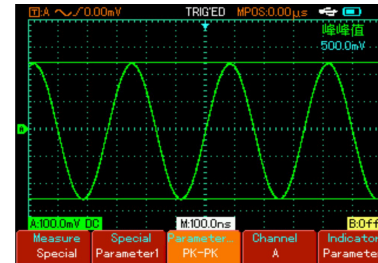 T:A 0.00mV TRIG'ED MPOS:0.00μs
峰峰值
500.0mV
A
A:100.0mV DC M:100.0ns B:Off
Measure Special Parameter... Channel Indicator
Special Parameter1 PK-PK A Parameter